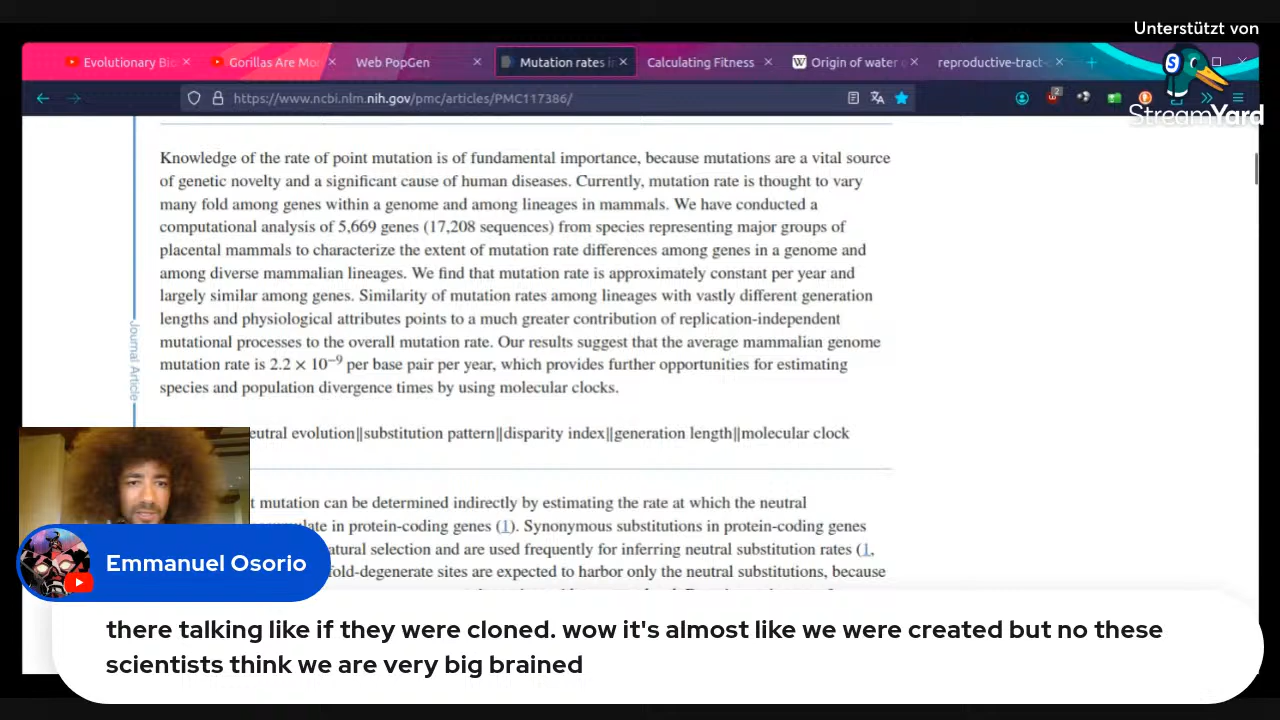 Unterstützt von
Evolutionary Bi
Gorillas Are Mo
Web PopGen
Mutation rates i
Calculating Fitness
Origin of water
reproductive-tract-
StreamYard
https://www.ncbi.nlm.nih.gov/pmc/articles/PMC117386/
2
Knowledge of the rate of point mutation is of fundamental importance, because mutations are a vital source
of genetic novelty and a significant cause of human diseases. Currently, mutation rate is thought to vary
many fold among genes within a genome and among lineages in mammals. We have conducted a
computational analysis of 5,669 genes (17,208 sequences) from species representing major groups of
placental mammals to characterize the extent of mutation rate differences among genes in a genome and
among diverse mammalian lineages. We find that mutation rate is approximately constant per year and
largely similar among genes. Similarity of mutation rates among lineages with vastly different generation
lengths and physiological attributes points to a much greater contribution of replication-independent
mutational processes to the overall mutation rate. Our results suggest that the average mammalian genome
mutation rate is 2.2 × 10−9 per base pair per year, which provides further opportunities for estimating
species and population divergence times by using molecular clocks.
Journal Article
eutral evolution||substitution pattern||disparity index||generation length||molecular clock
t mutation can be determined indirectly by estimating the rate at which the neutral
ulate in protein-coding genes (1). Synonymous substitutions in protein-coding genes
atural selection and are used frequently for inferring neutral substitution rates (1,
fold-degenerate sites are expected to harbor only the neutral substitutions, because
Emmanuel Osorio
there talking like if they were cloned. wow it's almost like we were created but no these
scientists think we are very big brained